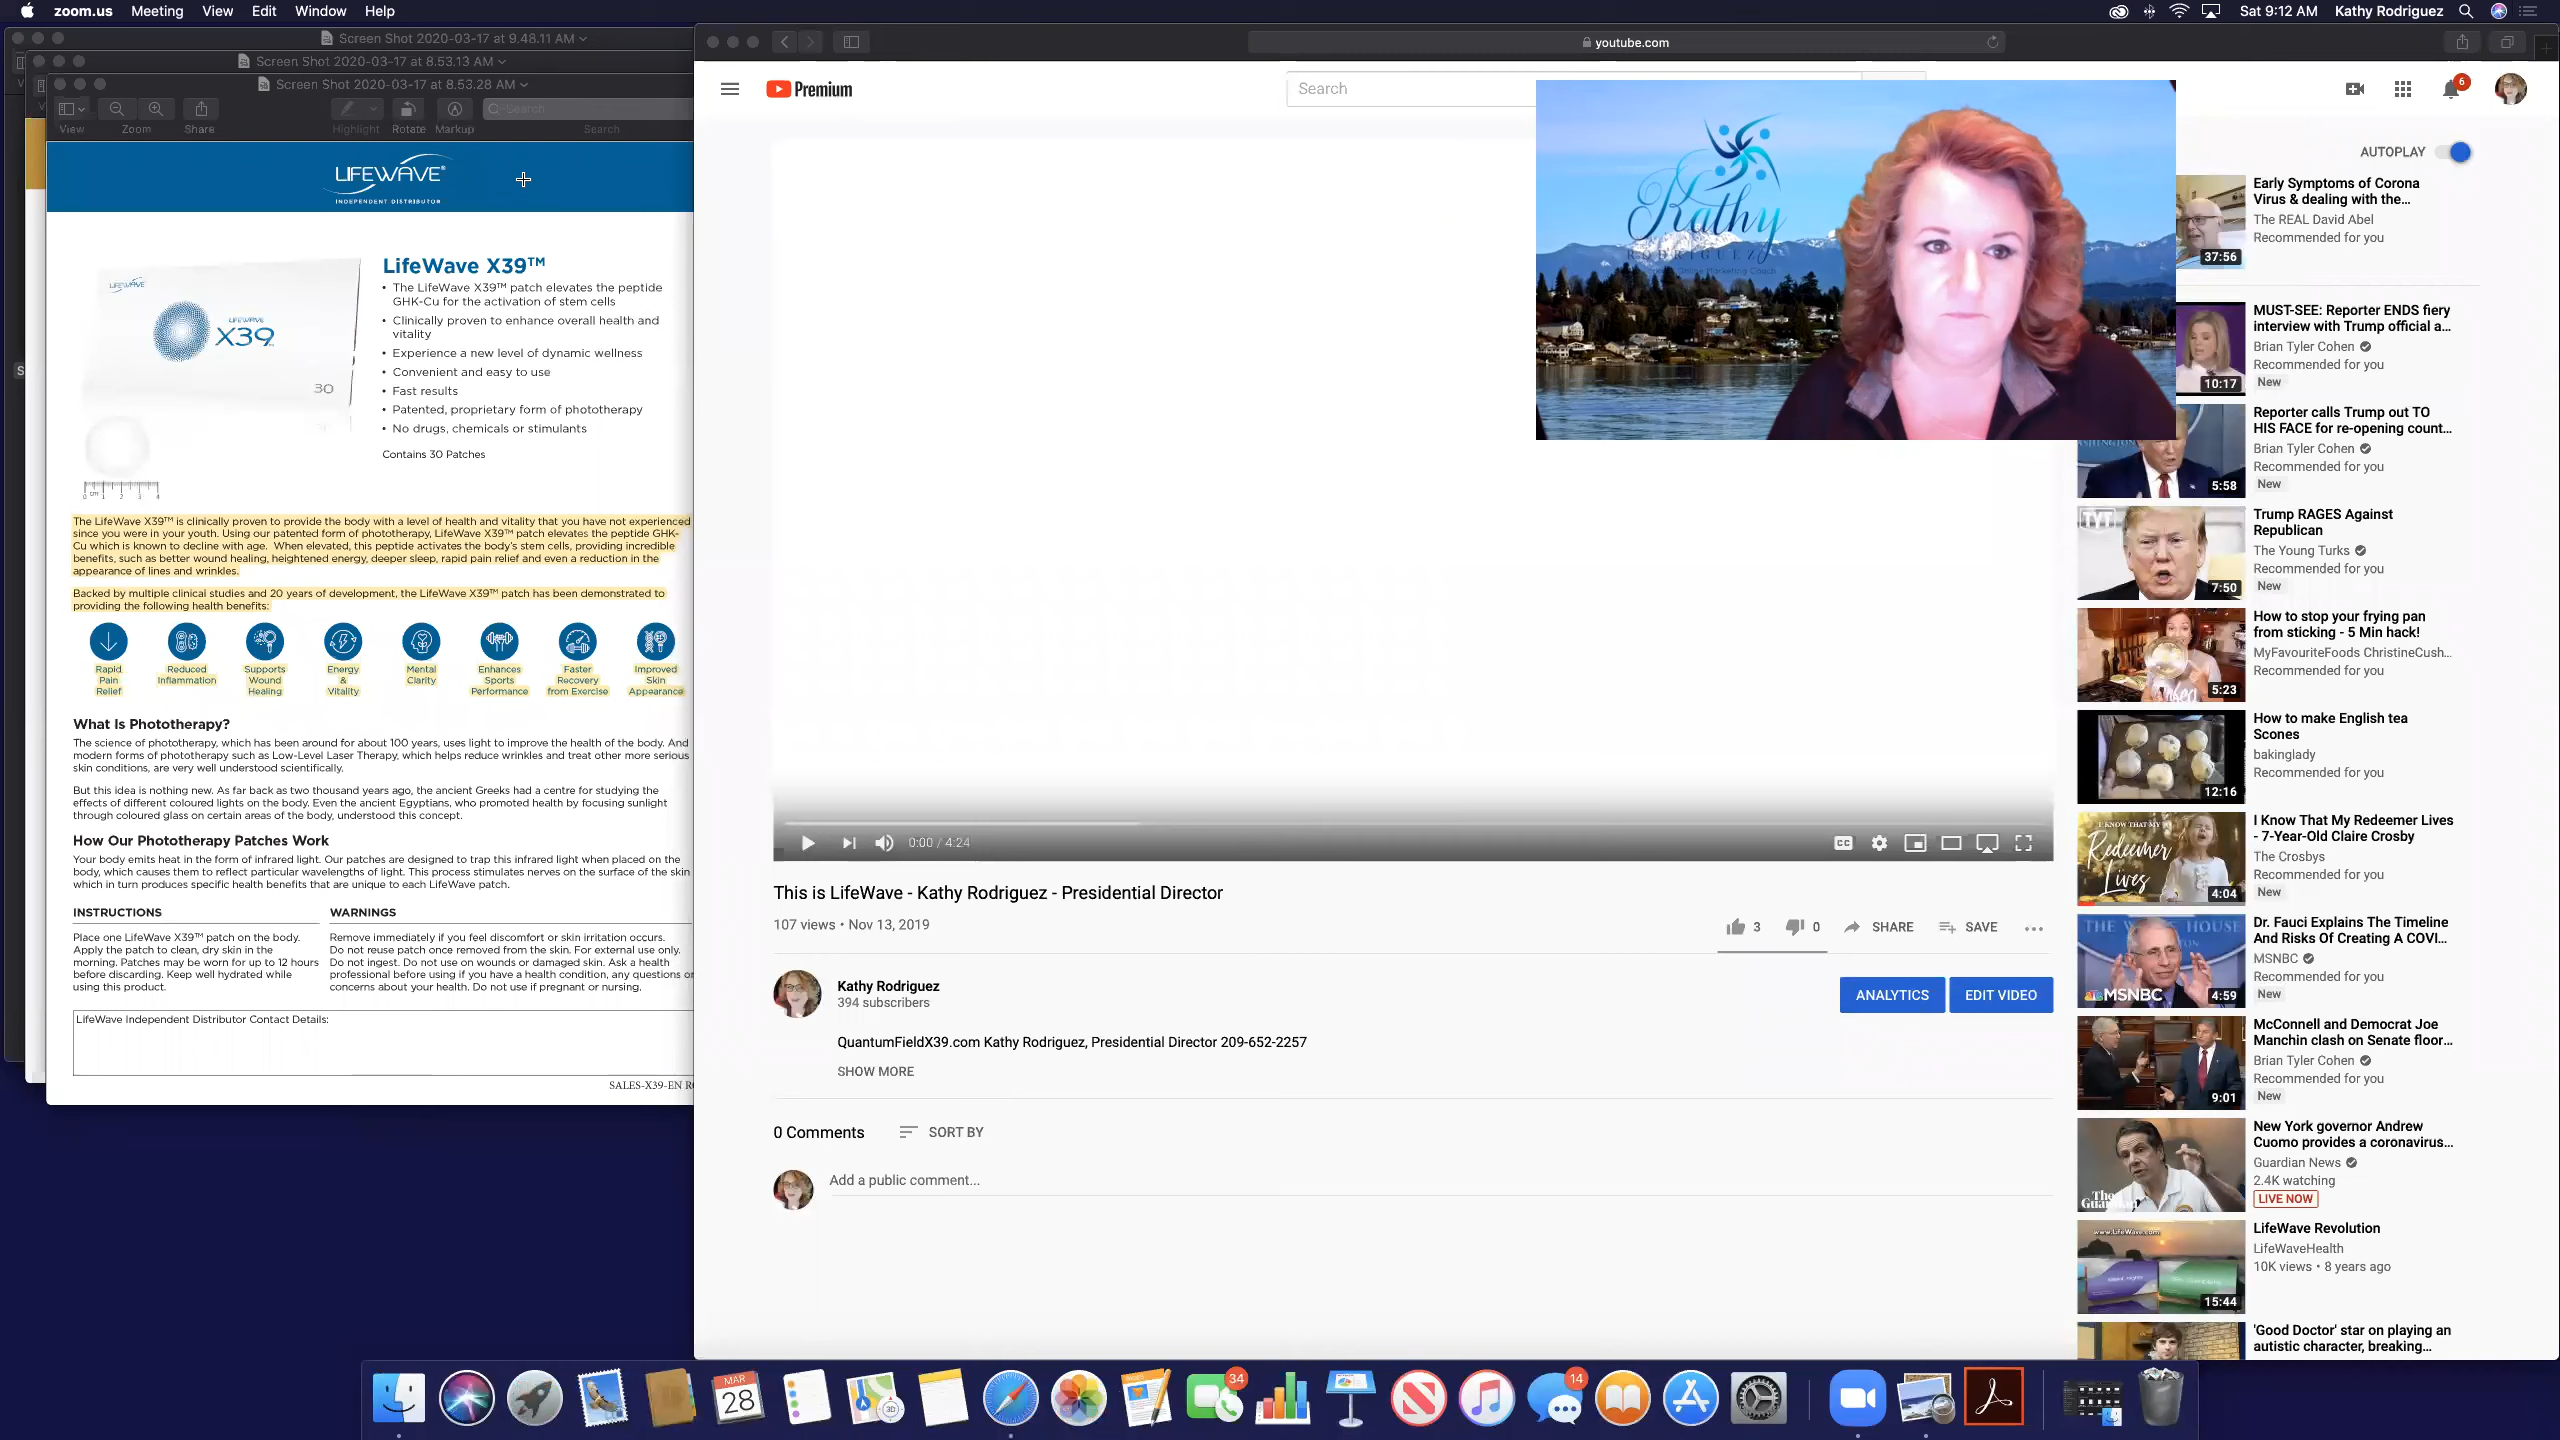 zoom.us Meeting View Edit Window Help
Sat 9:12 AM Kathy Rodriguez
Screen Shot 2020-03-17 at 9.48.11 AM
Screen Shot 2020-03-17 at 8.53.13 AM
Screen Shot 2020-03-17 at 8.53.28 AM
Search
View Zoom Share Highlight Rotate Markup Search
LIFEWAVE®
INDEPENDENT DISTRIBUTOR
LIFEWAVE
LIFEWAVE
X39
30
0 CM 1 2 3 4
LifeWave X39™
• The LifeWave X39™ patch elevates the peptide
GHK-Cu for the activation of stem cells
• Clinically proven to enhance overall health and
vitality
• Experience a new level of dynamic wellness
• Convenient and easy to use
• Fast results
• Patented, proprietary form of phototherapy
• No drugs, chemicals or stimulants
Contains 30 Patches
The LifeWave X39™ is clinically proven to provide the body with a level of health and vitality that you have not experienced
since you were in your youth. Using our patented form of phototherapy, LifeWave X39™ patch elevates the peptide GHK-
Cu which is known to decline with age. When elevated, this peptide activates the body's stem cells, providing incredible
benefits, such as better wound healing, heightened energy, deeper sleep, rapid pain relief and even a reduction in the
appearance of lines and wrinkles.
Backed by multiple clinical studies and 20 years of development, the LifeWave X39™ patch has been demonstrated to
providing the following health benefits:
Rapid Pain Relief
Reduced Inflammation
Supports Wound Healing
Energy & Vitality
Mental Clarity
Enhances Sports Performance
Faster Recovery from Exercise
Improved Skin Appearance
What Is Phototherapy?
The science of phototherapy, which has been around for about 100 years, uses light to improve the health of the body. And
modern forms of phototherapy such as Low-Level Laser Therapy, which helps reduce wrinkles and treat other more serious
skin conditions, are very well understood scientifically.
But this idea is nothing new. As far back as two thousand years ago, the ancient Greeks had a centre for studying the
effects of different coloured lights on the body. Even the ancient Egyptians, who promoted health by focusing sunlight
through coloured glass on certain areas of the body, understood this concept.
How Our Phototherapy Patches Work
Your body emits heat in the form of infrared light. Our patches are designed to trap this infrared light when placed on the
body, which causes them to reflect particular wavelengths of light. This process stimulates nerves on the surface of the skin
which in turn produces specific health benefits that are unique to each LifeWave patch.
INSTRUCTIONS
Place one LifeWave X39™ patch on the body.
Apply the patch to clean, dry skin in the
morning. Patches may be worn for up to 12 hours
before discarding. Keep well hydrated while
using this product.
WARNINGS
Remove immediately if you feel discomfort or skin irritation occurs.
Do not reuse patch once removed from the skin. For external use only.
Do not ingest. Do not use on wounds or damaged skin. Ask a health
professional before using if you have a health condition, any questions or
concerns about your health. Do not use if pregnant or nursing.
LifeWave Independent Distributor Contact Details:
SALES-X39-EN
youtube.com
Premium
Search
6
Kathy
RODRIGUEZ
Online Marketing Coach
0:00 / 4:24
CC
This is LifeWave - Kathy Rodriguez - Presidential Director
107 views • Nov 13, 2019
3 0 SHARE SAVE
Kathy Rodriguez
394 subscribers
ANALYTICS EDIT VIDEO
QuantumFieldX39.com Kathy Rodriguez, Presidential Director 209-652-2257
SHOW MORE
0 Comments SORT BY
Add a public comment...
AUTOPLAY
Early Symptoms of Corona
Virus & dealing with the...
The REAL David Abel
Recommended for you
37:56
MUST-SEE: Reporter ENDS fiery
interview with Trump official a...
Brian Tyler Cohen
Recommended for you
New
10:17
Reporter calls Trump out TO
HIS FACE for re-opening count...
Brian Tyler Cohen
Recommended for you
New
5:58
Trump RAGES Against
Republican
The Young Turks
Recommended for you
New
TYT
7:50
How to stop your frying pan
from sticking - 5 Min hack!
MyFavouriteFoods ChristineCush...
Recommended for you
5:23
How to make English tea
Scones
bakinglady
Recommended for you
12:16
I Know That My Redeemer Lives
- 7-Year-Old Claire Crosby
The Crosbys
Recommended for you
New
I KNOW THAT MY
Redeemer
Lives
4:04
Dr. Fauci Explains The Timeline
And Risks Of Creating A COVI...
MSNBC
Recommended for you
New
MSNBC
4:59
McConnell and Democrat Joe
Manchin clash on Senate floor...
Brian Tyler Cohen
Recommended for you
New
9:01
New York governor Andrew
Cuomo provides a coronavirus...
Guardian News
2.4K watching
LIVE NOW
The
LifeWave Revolution
LifeWaveHealth
10K views • 8 years ago
www.LifeWave.com
15:44
'Good Doctor' star on playing an
autistic character, breaking...
MAR
28
3D
34
14